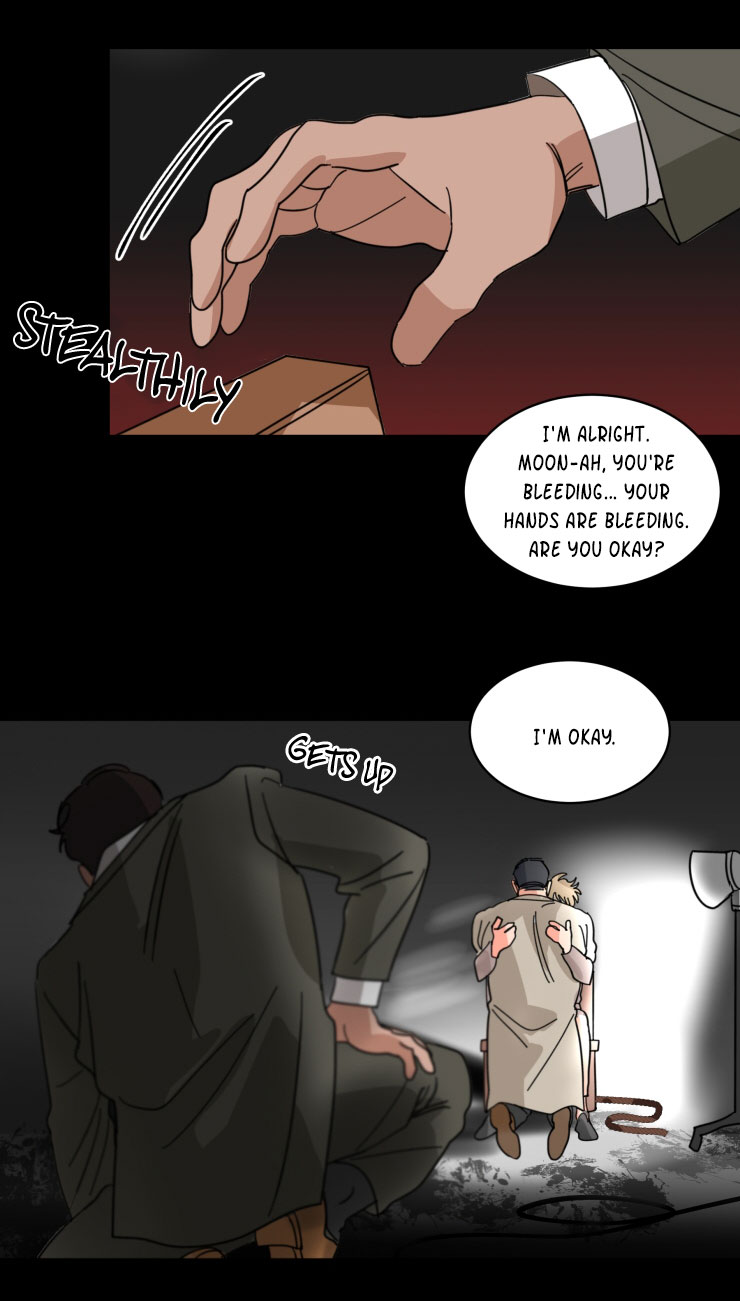 STEALTHILY
I'M ALRIGHT.
MOON-AH, YOU'RE
BLEEDING... YOUR
HANDS ARE BLEEDING.
ARE YOU OKAY?
I'M OKAY.
GETS UP